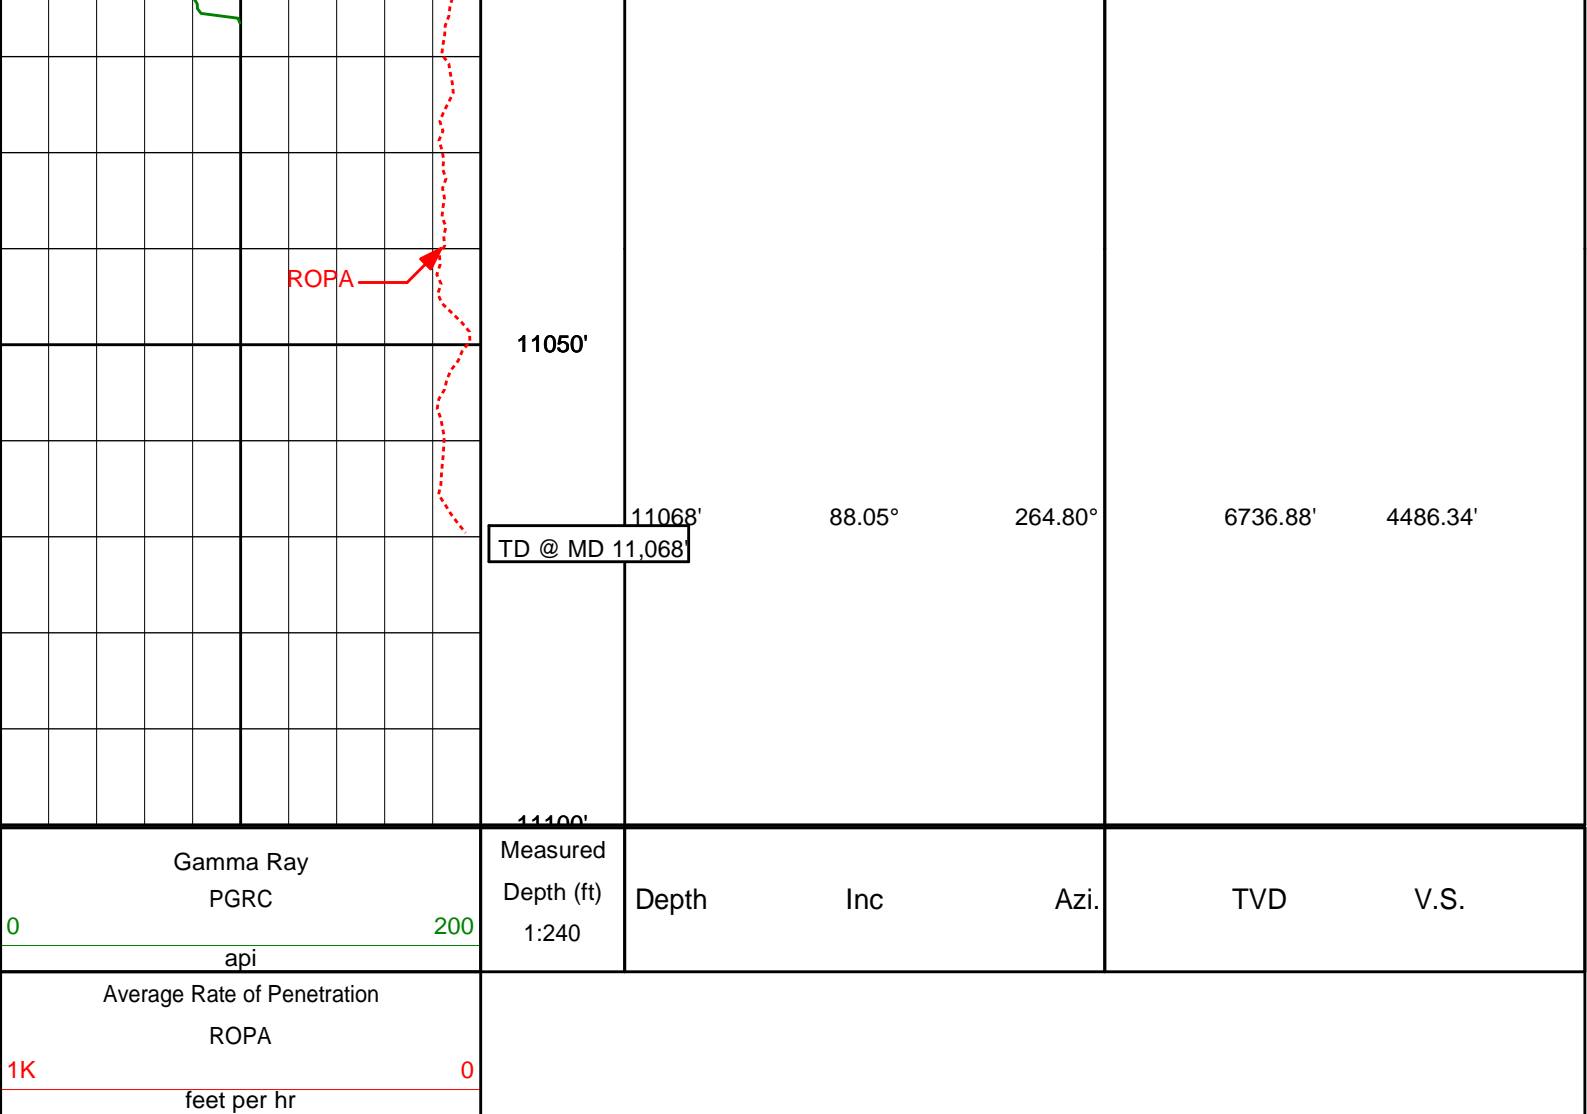 ROPA
11050'
11068' 88.05° 264.80° 6736.88' 4486.34'
TD @ MD 11,068'
11100'
Gamma Ray
PGRC
0 200
api
Measured
Depth (ft)
1:240
Depth Inc Azi. TVD V.S.
Average Rate of Penetration
ROPA
1K 0
feet per hr